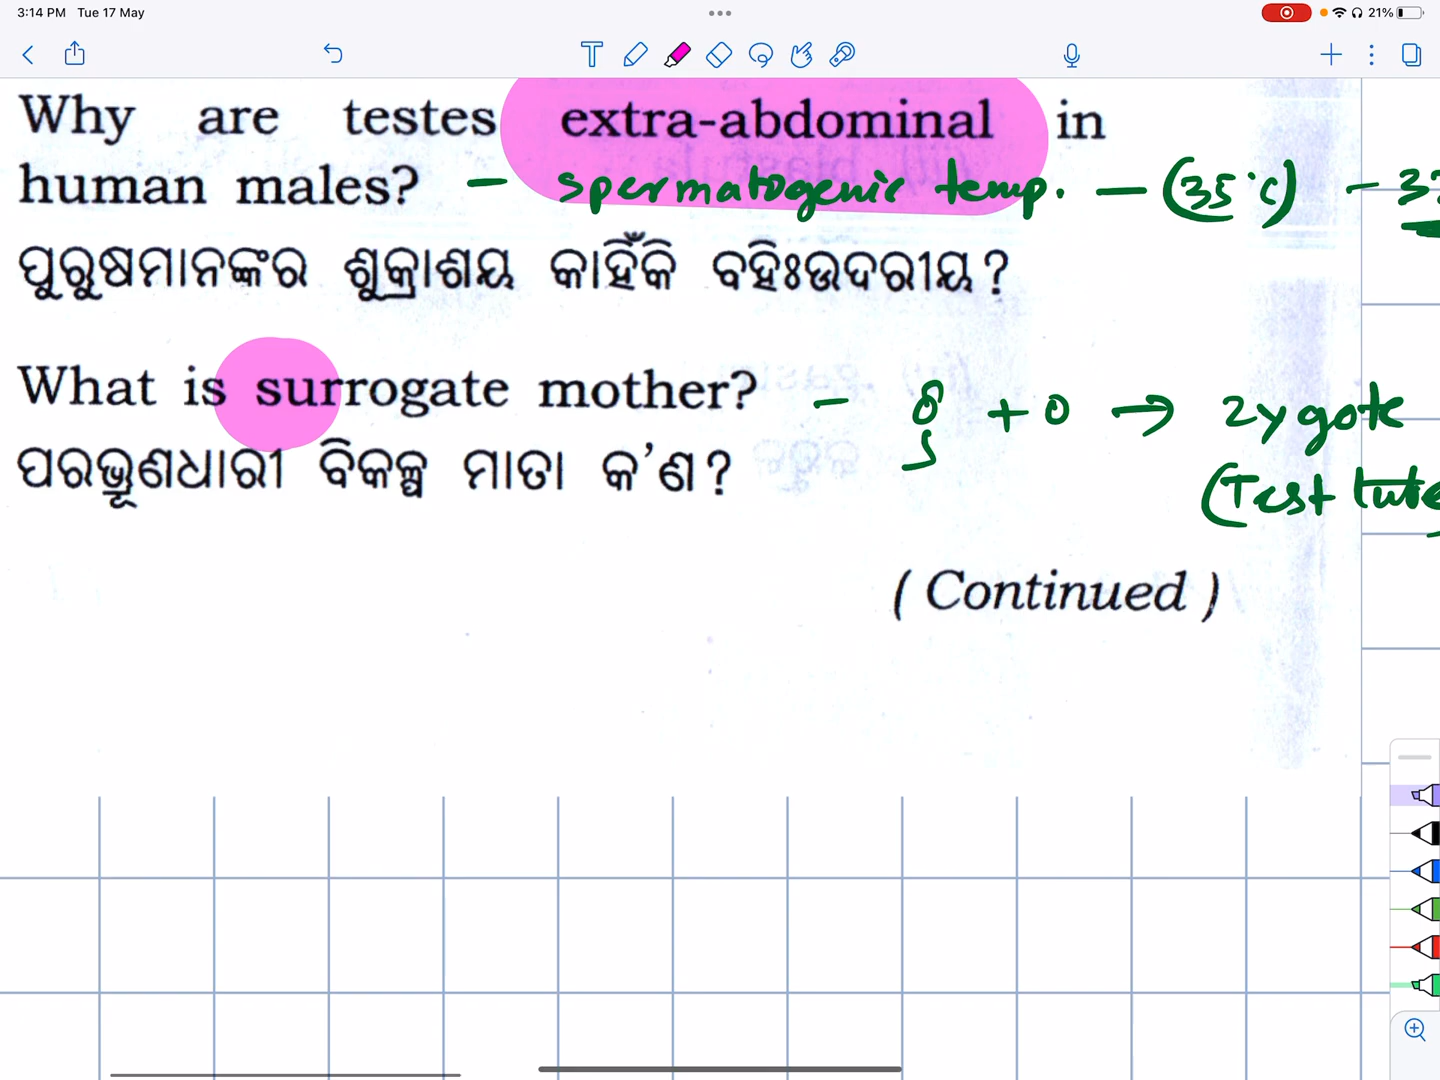 3:14 PM Tue 17 May
21%
Why are testes extra-abdominal in
human males? – spermatogenic temp. – (35°C) –
ପୁରୁଷମାନଙ୍କର ଶୁକ୍ରାଶୟ କାହିଁକି ବହିଃଉଦରୀୟ ?
What is surrogate mother? – + O → Zygote
(Test tube
ପରଭ୍ରୂଣଧାରୀ ବିକଳ୍ପ ମାତା କ'ଣ ?
( Continued )